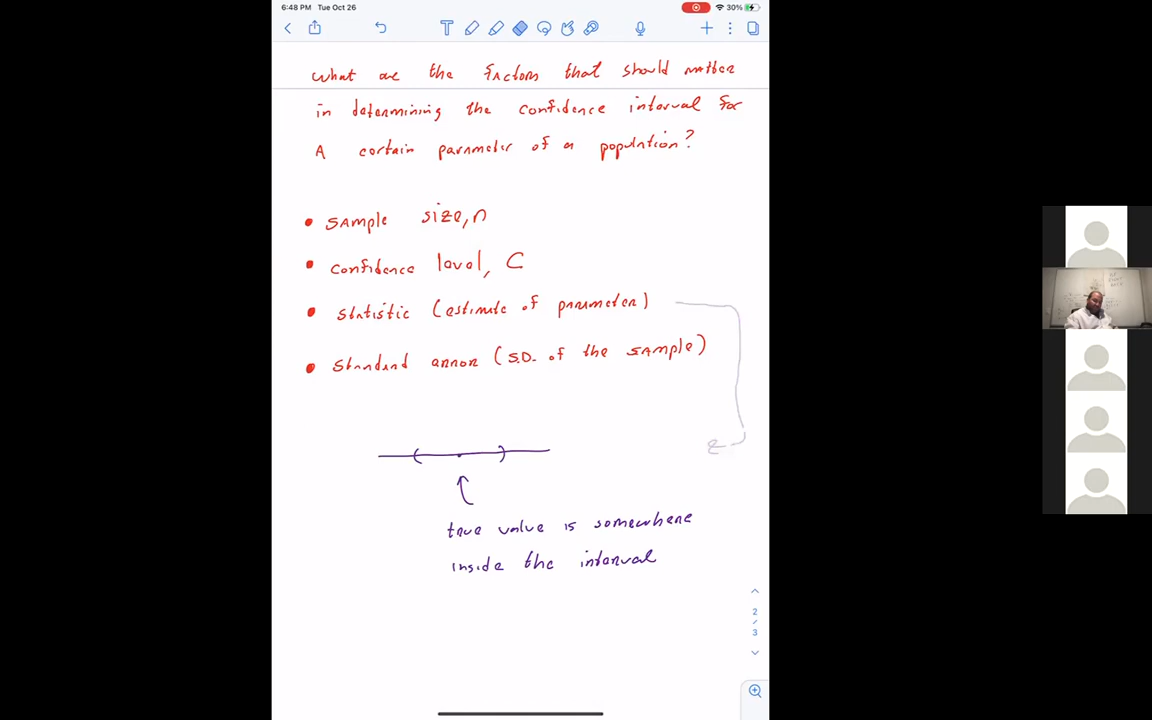 6:48 PM Tue Oct 26
30%
What are the factors that should matter
in determining the confidence interval for
A certain parameter of a population?
• Sample size, n
• confidence level, C
• statistic (estimate of parameter)
• standard error (S.D. of the sample)
true value is somewhere
inside the interval
2
/
3